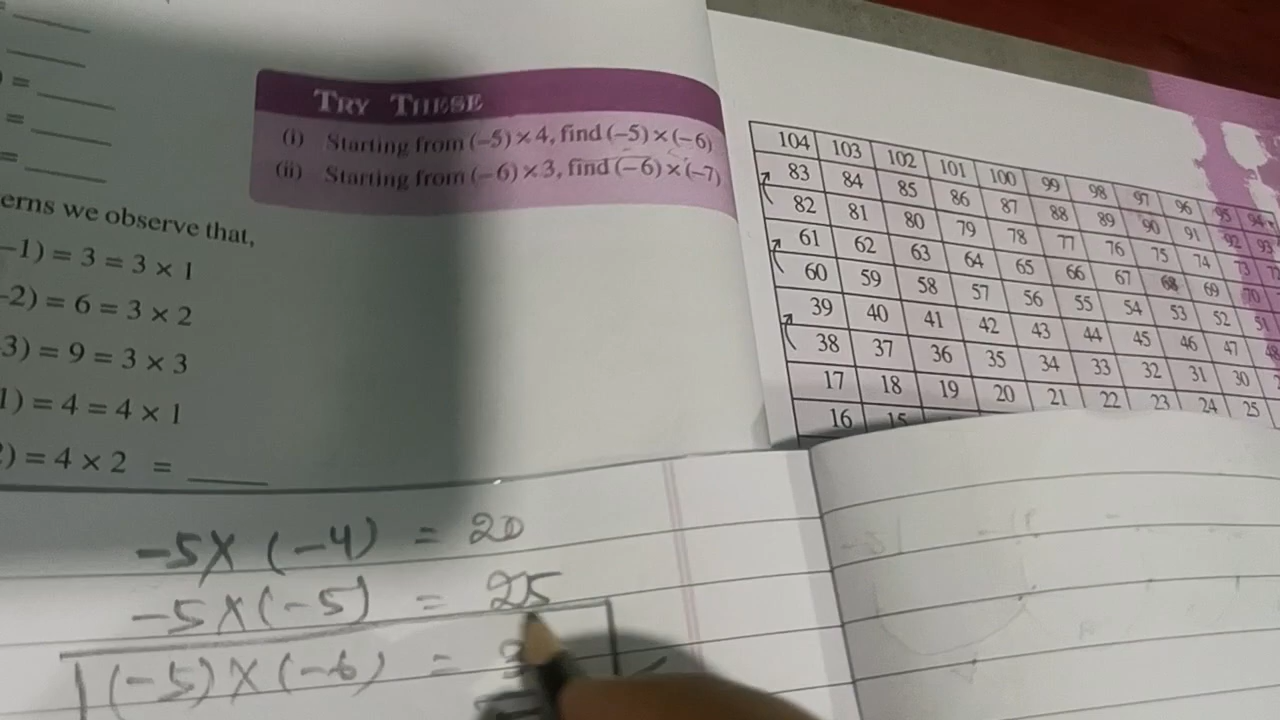 =
=
=
TRY THESE
(i) Starting from (−5) × 4, find (−5) × (−6)
(ii) Starting from (−6) × 3, find (−6) × (−7)
erns we observe that,
−1) = 3 = 3 × 1
−2) = 6 = 3 × 2
3) = 9 = 3 × 3
1) = 4 = 4 × 1
) = 4 × 2 =
104 103 102 101 100 99 98 97 96 95 94
83 84 85 86 87 88 89 90 91 92 93
82 81 80 79 78 77 76 75 74 73
61 62 63 64 65 66 67 68 69 70
60 59 58 57 56 55 54 53 52 51
39 40 41 42 43 44 45 46 47
38 37 36 35 34 33 32 31 30
17 18 19 20 21 22 23 24 25
16 15
-5 × (-4) = 20
-5 × (-5) = 25
(-5) × (-6) = 3